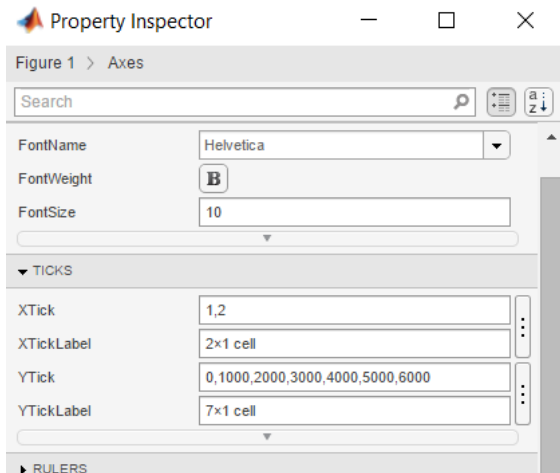 Property Inspector
Figure 1 > Axes
Search
a
z
FontName Helvetica
FontWeight B
FontSize 10
TICKS
XTick 1,2
XTickLabel 2×1 cell
YTick 0,1000,2000,3000,4000,5000,6000
YTickLabel 7×1 cell
RULERS